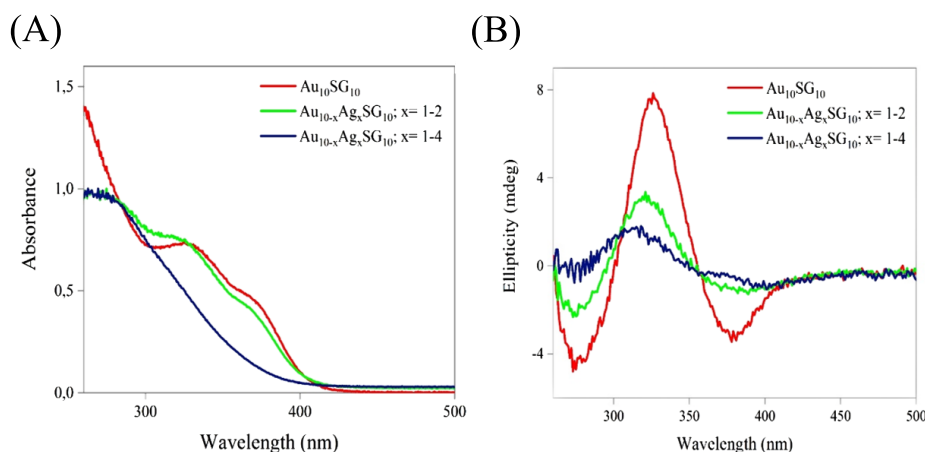 (A)
(B)
Absorbance
1,5
1,0
0,5
0,0
300
400
500
Wavelength (nm)
Au₁₀SG₁₀
Au₁₀₋ₓAgₓSG₁₀; x= 1-2
Au₁₀₋ₓAgₓSG₁₀; x= 1-4
Ellipticity (mdeg)
8
4
0
-4
300
350
400
450
500
Wavelength (nm)
Au₁₀SG₁₀
Au₁₀₋ₓAgₓSG₁₀; x= 1-2
Au₁₀₋ₓAgₓSG₁₀; x= 1-4